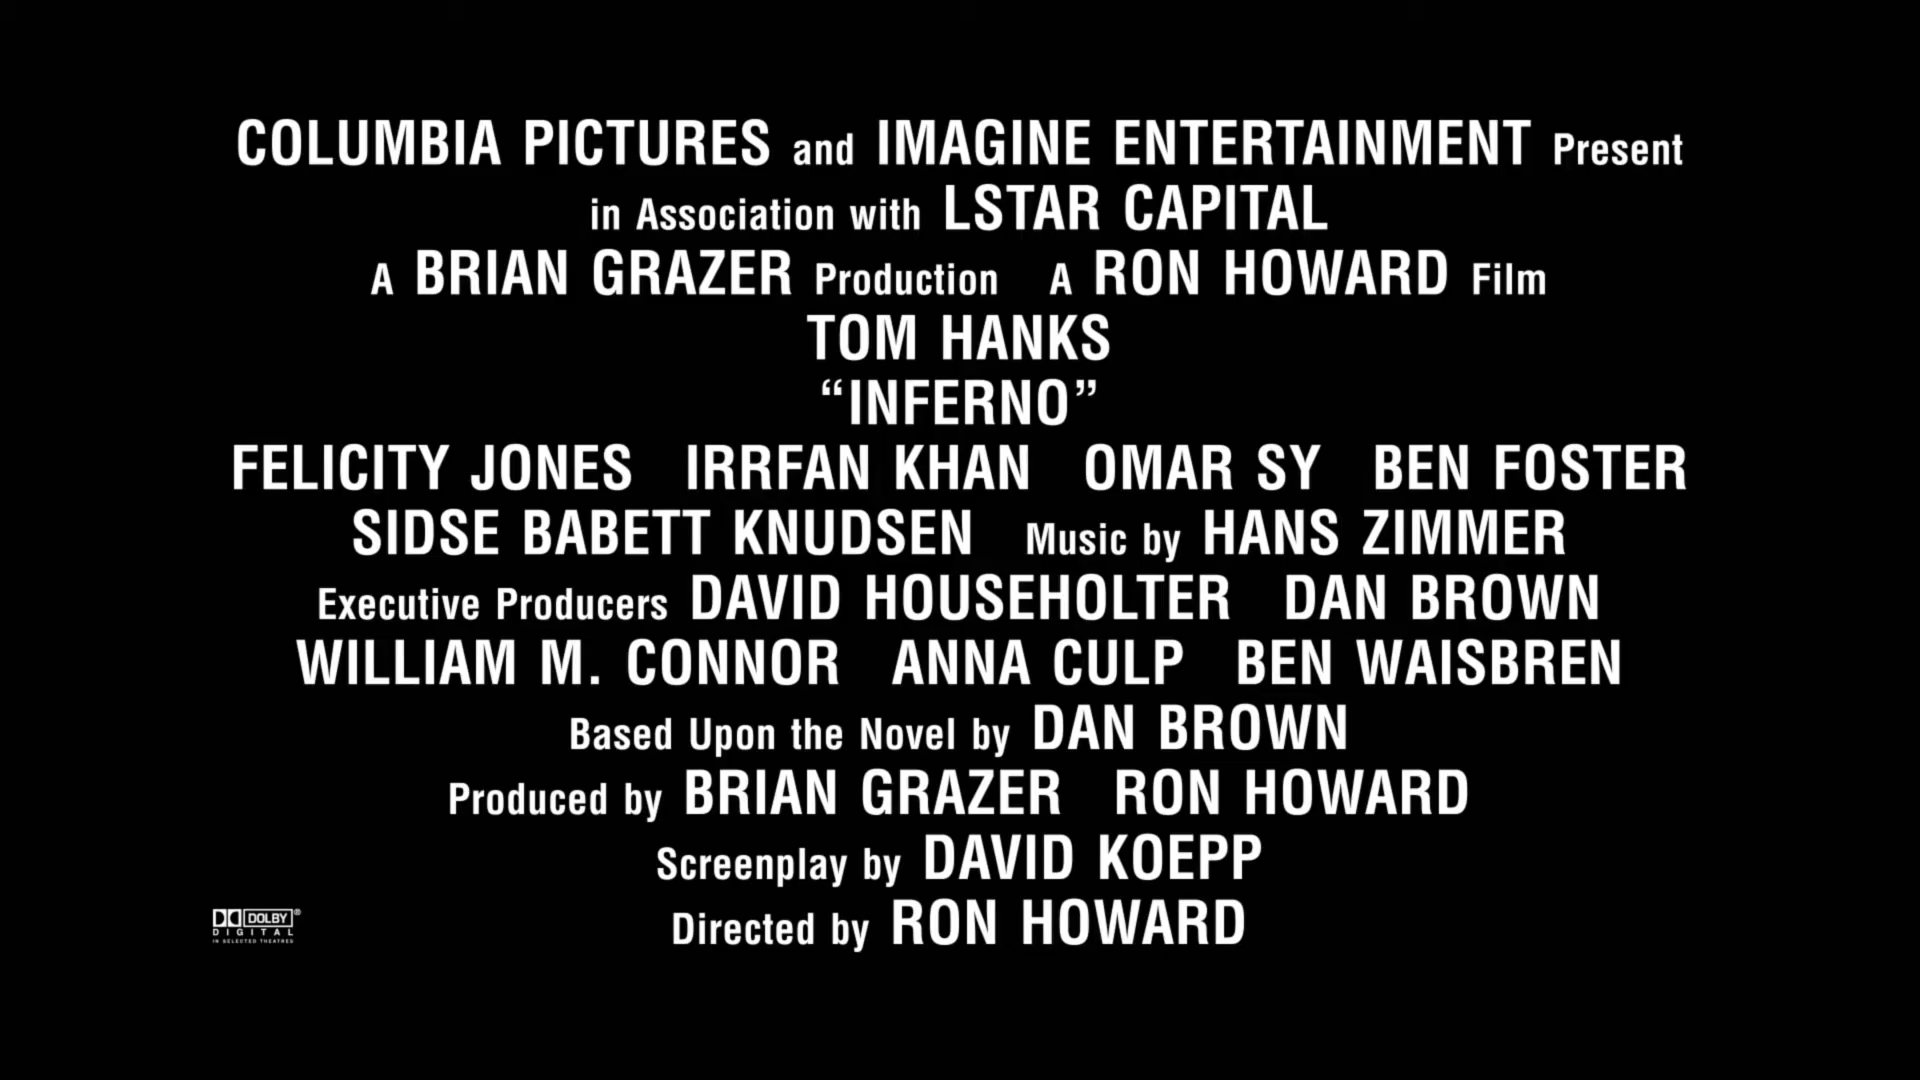 COLUMBIA PICTURES and IMAGINE ENTERTAINMENT Present
in Association with LSTAR CAPITAL
A BRIAN GRAZER Production A RON HOWARD Film
TOM HANKS
“INFERNO”
FELICITY JONES IRRFAN KHAN OMAR SY BEN FOSTER
SIDSE BABETT KNUDSEN Music by HANS ZIMMER
Executive Producers DAVID HOUSEHOLTER DAN BROWN
WILLIAM M. CONNOR ANNA CULP BEN WAISBREN
Based Upon the Novel by DAN BROWN
Produced by BRIAN GRAZER RON HOWARD
Screenplay by DAVID KOEPP
Directed by RON HOWARD
DOLBY®
DIGITAL
IN SELECTED THEATRES